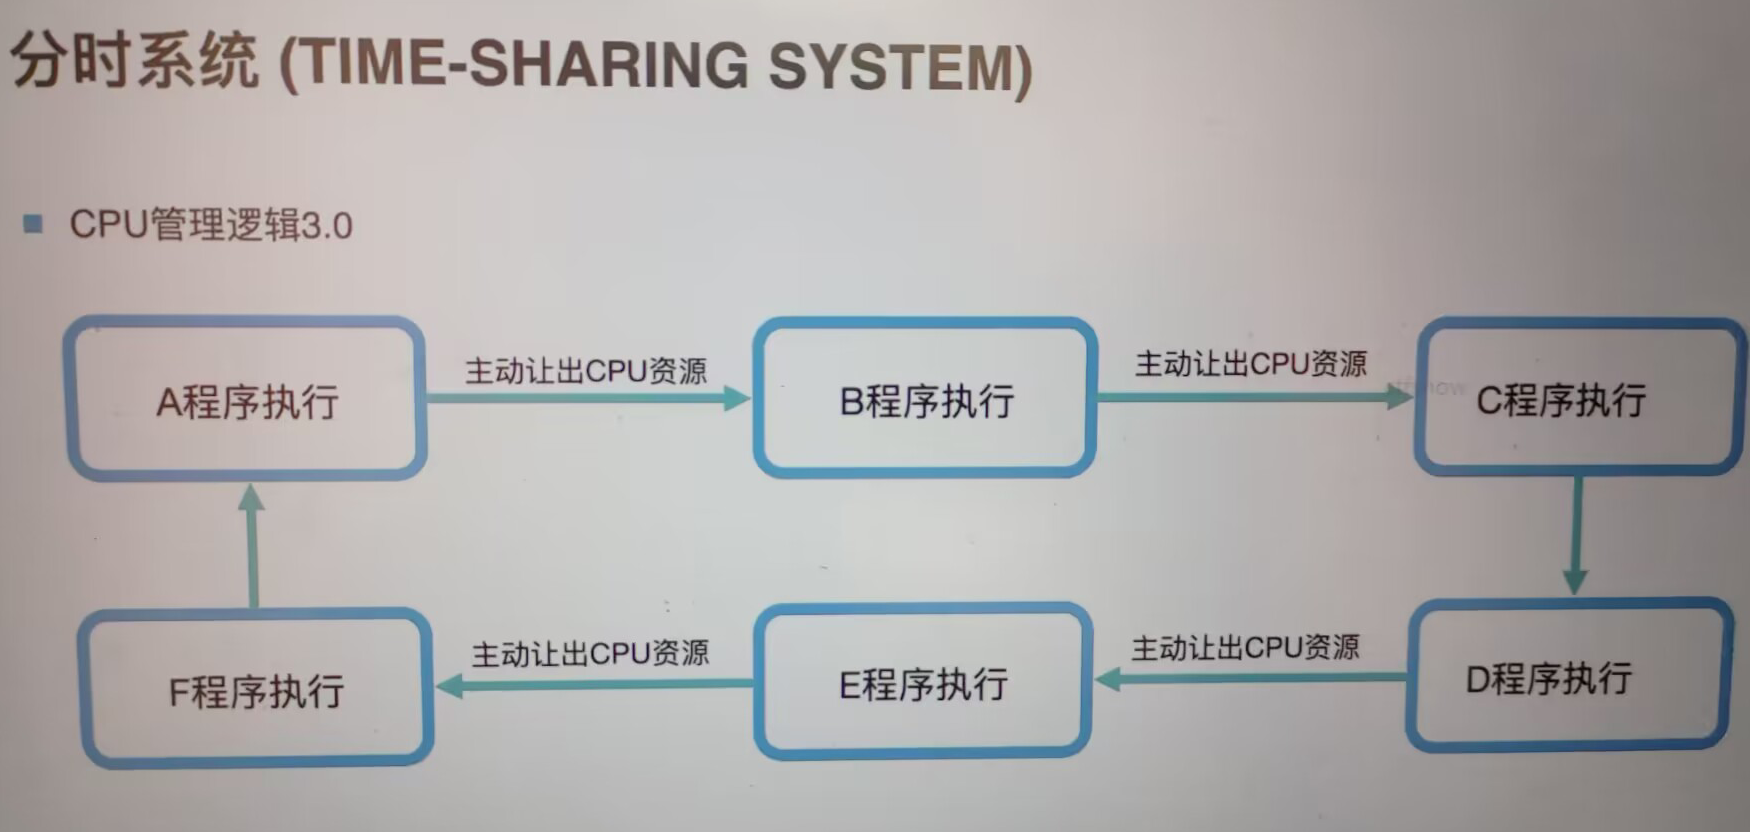 分时系统 (TIME-SHARING SYSTEM)
CPU管理逻辑3.0
A程序执行
主动让出CPU资源
B程序执行
主动让出CPU资源
C程序执行
D程序执行
主动让出CPU资源
E程序执行
主动让出CPU资源
F程序执行